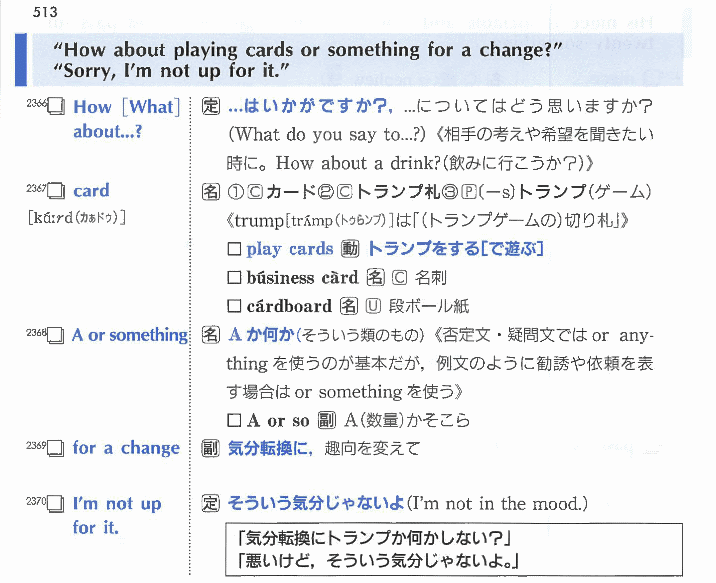 513
“How about playing cards or something for a change?”
“Sorry, I’m not up for it.”
2366□ How [What] about...? 定 …はいかがですか?，…についてはどう思いますか?
(What do you say to...?)《相手の考えや希望を聞きたい
時に。How about a drink?(飲みに行こうか?)》
2367□ card 名 ①Ⓒカード②Ⓒトランプ札③Ⓟ(−s)トランプ(ゲーム)
[kɑ́ːrd(カぁドゥ)] 《trump[trʌ́mp(トゥらンプ)]は「(トランプゲームの)切り札」》
□ play cards 動 トランプをする[で遊ぶ]
□ búsiness càrd 名 Ⓒ 名刺
□ cárdboard 名 Ⓤ 段ボール紙
2368□ A or something 名 A か何か(そういう類のもの)《否定文・疑問文では or any-
thing を使うのが基本だが，例文のように勧誘や依頼を表
す場合は or something を使う》
□ A or so 副 A(数量)かそこら
2369□ for a change 副 気分転換に，趣向を変えて
2370□ I’m not up for it. 定 そういう気分じゃないよ(I’m not in the mood.)
「気分転換にトランプか何かしない?」
「悪いけど，そういう気分じゃないよ。」